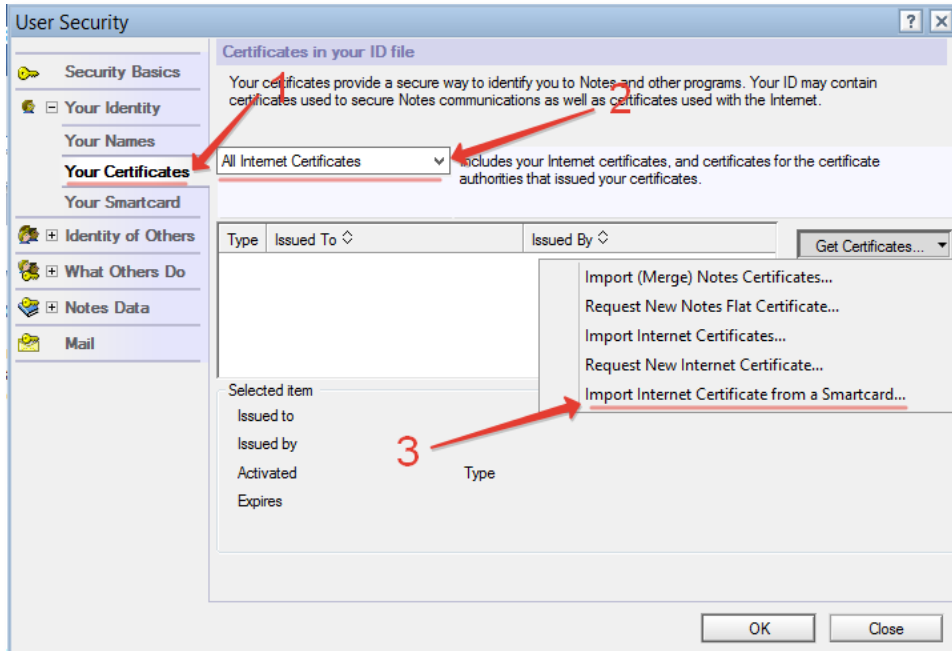 User Security
?
X
Security Basics
Your Identity
Your Names
Your Certificates
Your Smartcard
Identity of Others
What Others Do
Notes Data
Mail
Certificates in your ID file
Your certificates provide a secure way to identify you to Notes and other programs. Your ID may contain
certificates used to secure Notes communications as well as certificates used with the Internet.
1
2
All Internet Certificates
Includes your Internet certificates, and certificates for the certificate
authorities that issued your certificates.
Type Issued To Issued By
Get Certificates...
Import (Merge) Notes Certificates...
Request New Notes Flat Certificate...
Import Internet Certificates...
Request New Internet Certificate...
Import Internet Certificate from a Smartcard...
3
Selected item
Issued to
Issued by
Activated Type
Expires
OK Close